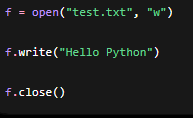 f = open("test.txt", "w")
f.write("Hello Python")
f.close()